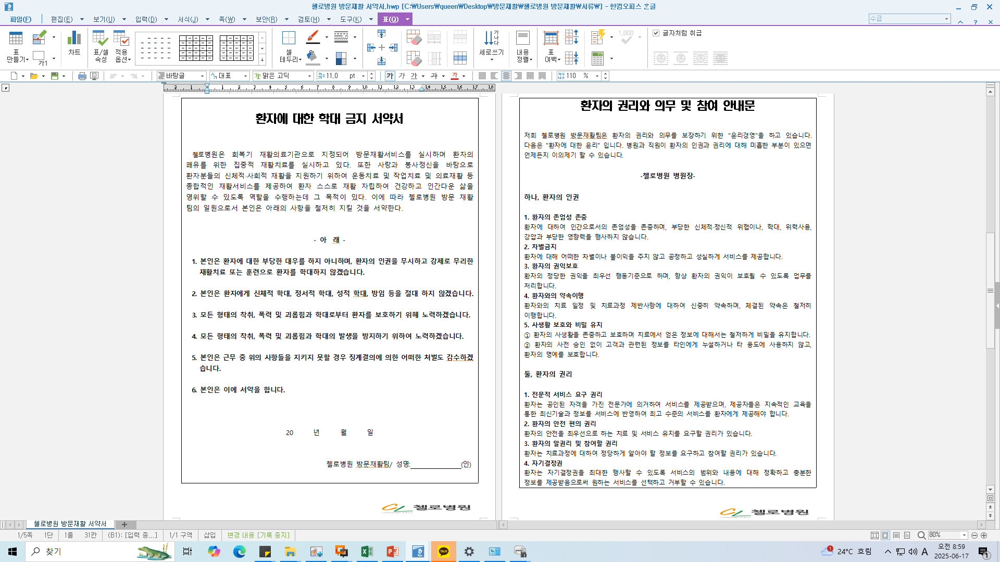 첼로병원 방문재활 서약서.hwp [C:₩Users₩queen₩Desktop₩방문재활₩첼로병원 방문재활₩서류₩] - 한컴오피스 흔글
파일(F) 편집(E) 보기(U) 입력(D) 서식(J) 쪽(W) 보안(R) 검토(H) 도구(K) 표(Q) 수급
표 만들기 가1 차트 표/셀 속성 적용 옵션 셀 테두리 세로쓰기 내용 정렬 표 여백 1,000 글자처럼 취급
바탕글 대표 맑은 고딕 11.0 pt 가 가 가 가 가 110 %
환자에 대한 학대 금지 서약서
첼로병원은 회복기 재활의료기관으로 지정되어 방문재활서비스를 실시하며 환자의
쾌유를 위한 집중적 재활치료를 실시하고 있다. 또한 사랑과 봉사정신을 바탕으로
환자분들의 신체적·사회적 재활을 지원하기 위하여 운동치료 및 작업치료 및 의료재활 등
종합적인 재활서비스를 제공하여 환자 스스로 재활 자립하여 건강하고 인간다운 삶을
영위할 수 있도록 역할을 수행하는데 그 목적이 있다. 이에 따라 첼로병원 방문 재활
팀의 일원으로서 본인은 아래의 사항을 철저히 지킬 것을 서약한다.
- 아 래 -
1. 본인은 환자에 대한 부당한 대우를 하지 아니하며, 환자의 인권을 무시하고 강제로 무리한
재활치료 또는 훈련으로 환자를 학대하지 않겠습니다.
2. 본인은 환자에게 신체적 학대, 정서적 학대, 성적 학대, 방임 등을 절대 하지 않겠습니다.
3. 모든 형태의 착취, 폭력 및 괴롭힘과 학대로부터 환자를 보호하기 위해 노력하겠습니다.
4. 모든 형태의 착취, 폭력 및 괴롭힘과 학대의 발생을 방지하기 위하여 노력하겠습니다.
5. 본인은 근무 중 위의 사항들을 지키지 못할 경우 징계결의에 의한 어떠한 처벌도 감수하겠
습니다.
6. 본인은 이에 서약을 합니다.
20 년 월 일
첼로병원 방문재활팀/ 성명: (인)
첼로병원
환자의 권리와 의무 및 참여 안내문
저희 첼로병원 방문재활팀은 환자의 권리와 의무를 보장하기 위한 "윤리경영"을 하고 있습니다.
다음은 "환자에 대한 윤리" 입니다. 병원과 직원이 환자의 인권과 권리에 대해 미흡한 부분이 있으면
언제든지 이의제기 할 수 있습니다.
-첼로병원 병원장-
하나, 환자의 인권
1. 환자의 존엄성 존중
환자에 대하여 인간으로서의 존엄성을 존중하며, 부당한 신체적·정신적 위협이나, 학대, 위력사용,
강압과 부당한 영향력을 행사하지 않습니다.
2. 차별금지
환자에 대해 어떠한 차별이나 불이익을 주지 않고 공정하고 성실하게 서비스를 제공합니다.
3. 환자의 권익보호
환자의 정당한 권익을 최우선 행동기준으로 하며, 항상 환자의 권익이 보호될 수 있도록 업무를
처리합니다.
4. 환자와의 약속이행
환자와의 치료 일정 및 치료과정 제반사항에 대하여 신중히 약속하며, 체결된 약속은 철저히
이행합니다.
5. 사생활 보호와 비밀 유지
① 환자의 사생활을 존중하고 보호하며 치료에서 얻은 정보에 대해서는 철저하게 비밀을 유지합니다.
② 환자의 사전 승인 없이 고객과 관련된 정보를 타인에게 누설하거나 타 용도에 사용하지 않고,
환자의 명예를 보호합니다.
둘, 환자의 권리
1. 전문적 서비스 요구 권리
환자는 공인된 자격을 가진 전문가에 의거하여 서비스를 제공받으며, 제공자들은 지속적인 교육을
통한 최신기술과 정보를 서비스에 반영하여 최고 수준의 서비스를 환자에게 제공해야 합니다.
2. 환자의 안전 편의 권리
환자의 안전을 최우선으로 하는 치료 및 서비스 유지를 요구할 권리가 있습니다.
3. 환자의 알권리 및 참여할 권리
환자는 치료과정에 대하여 정당하게 알아야 할 정보를 요구하고 참여할 권리가 있습니다.
4. 자기결정권
환자는 자기결정권을 최대한 행사할 수 있도록 서비스의 범위와 내용에 대해 정확하고 충분한
정보를 제공받음으로써 원하는 서비스를 선택하고 거부할 수 있습니다.
첼로병원
첼로병원 방문재활 서약서
1/5쪽 1단 1줄 31칸 (B1): [입력 중...] 1/1 구역 삽입 변경 내용 [기록 중지] 80%
찾기 TALK 1 24°C 흐림 A 오전 8:59
2025-06-17 1